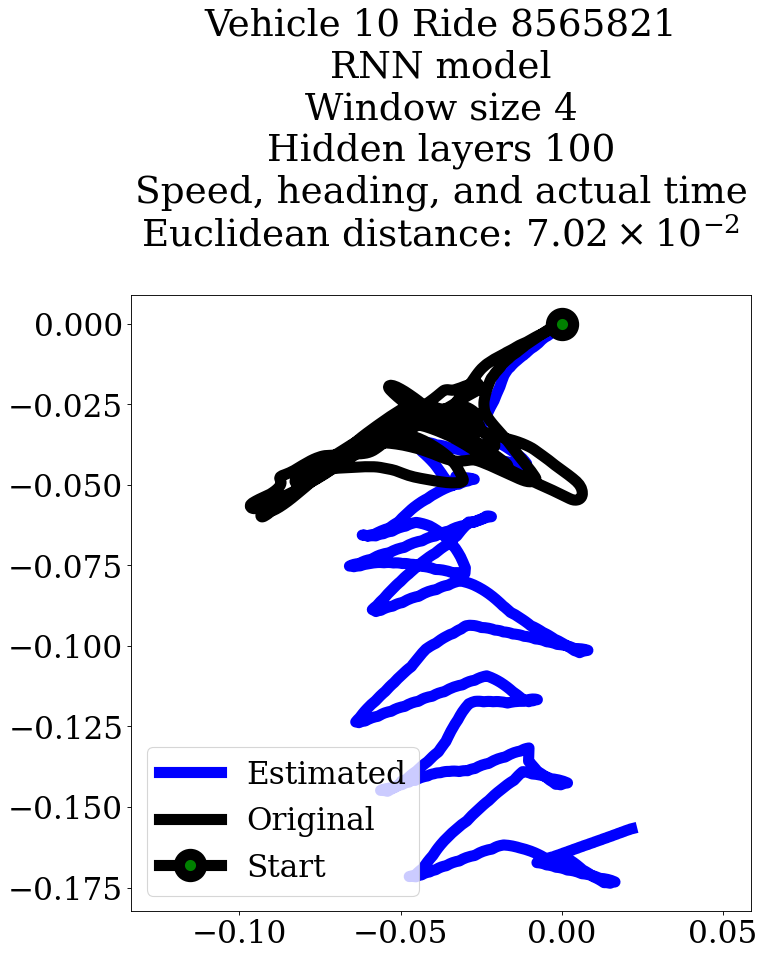 Vehicle 10 Ride 8565821
RNN model
Window size 4
Hidden layers 100
Speed, heading, and actual time
Euclidean distance: 7.02 × 10⁻²
0.000
−0.025
−0.050
−0.075
−0.100
−0.125
−0.150
−0.175
Estimated
Original
Start
−0.10 −0.05 0.00 0.05